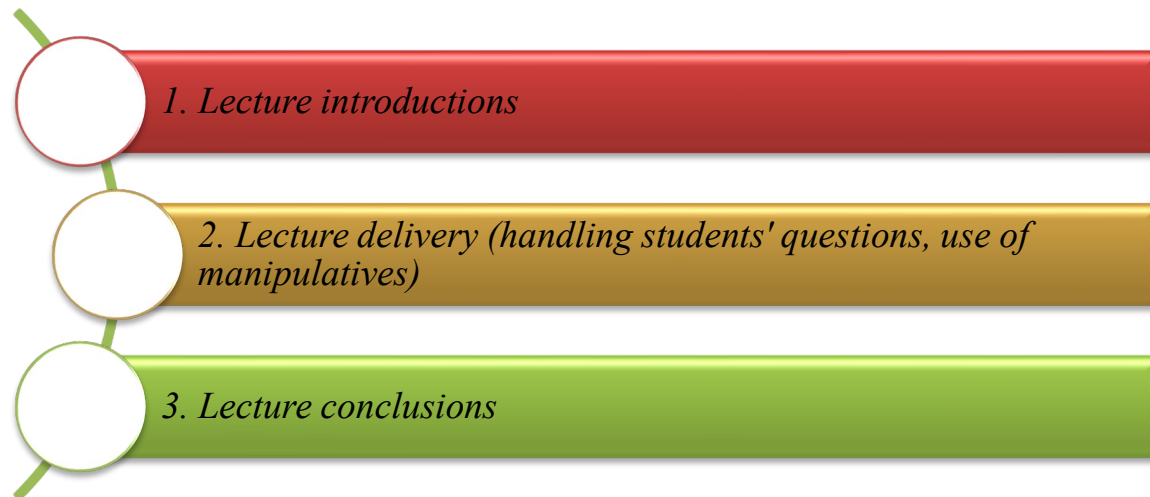 1. Lecture introductions
2. Lecture delivery (handling students' questions, use of
manipulatives)
3. Lecture conclusions